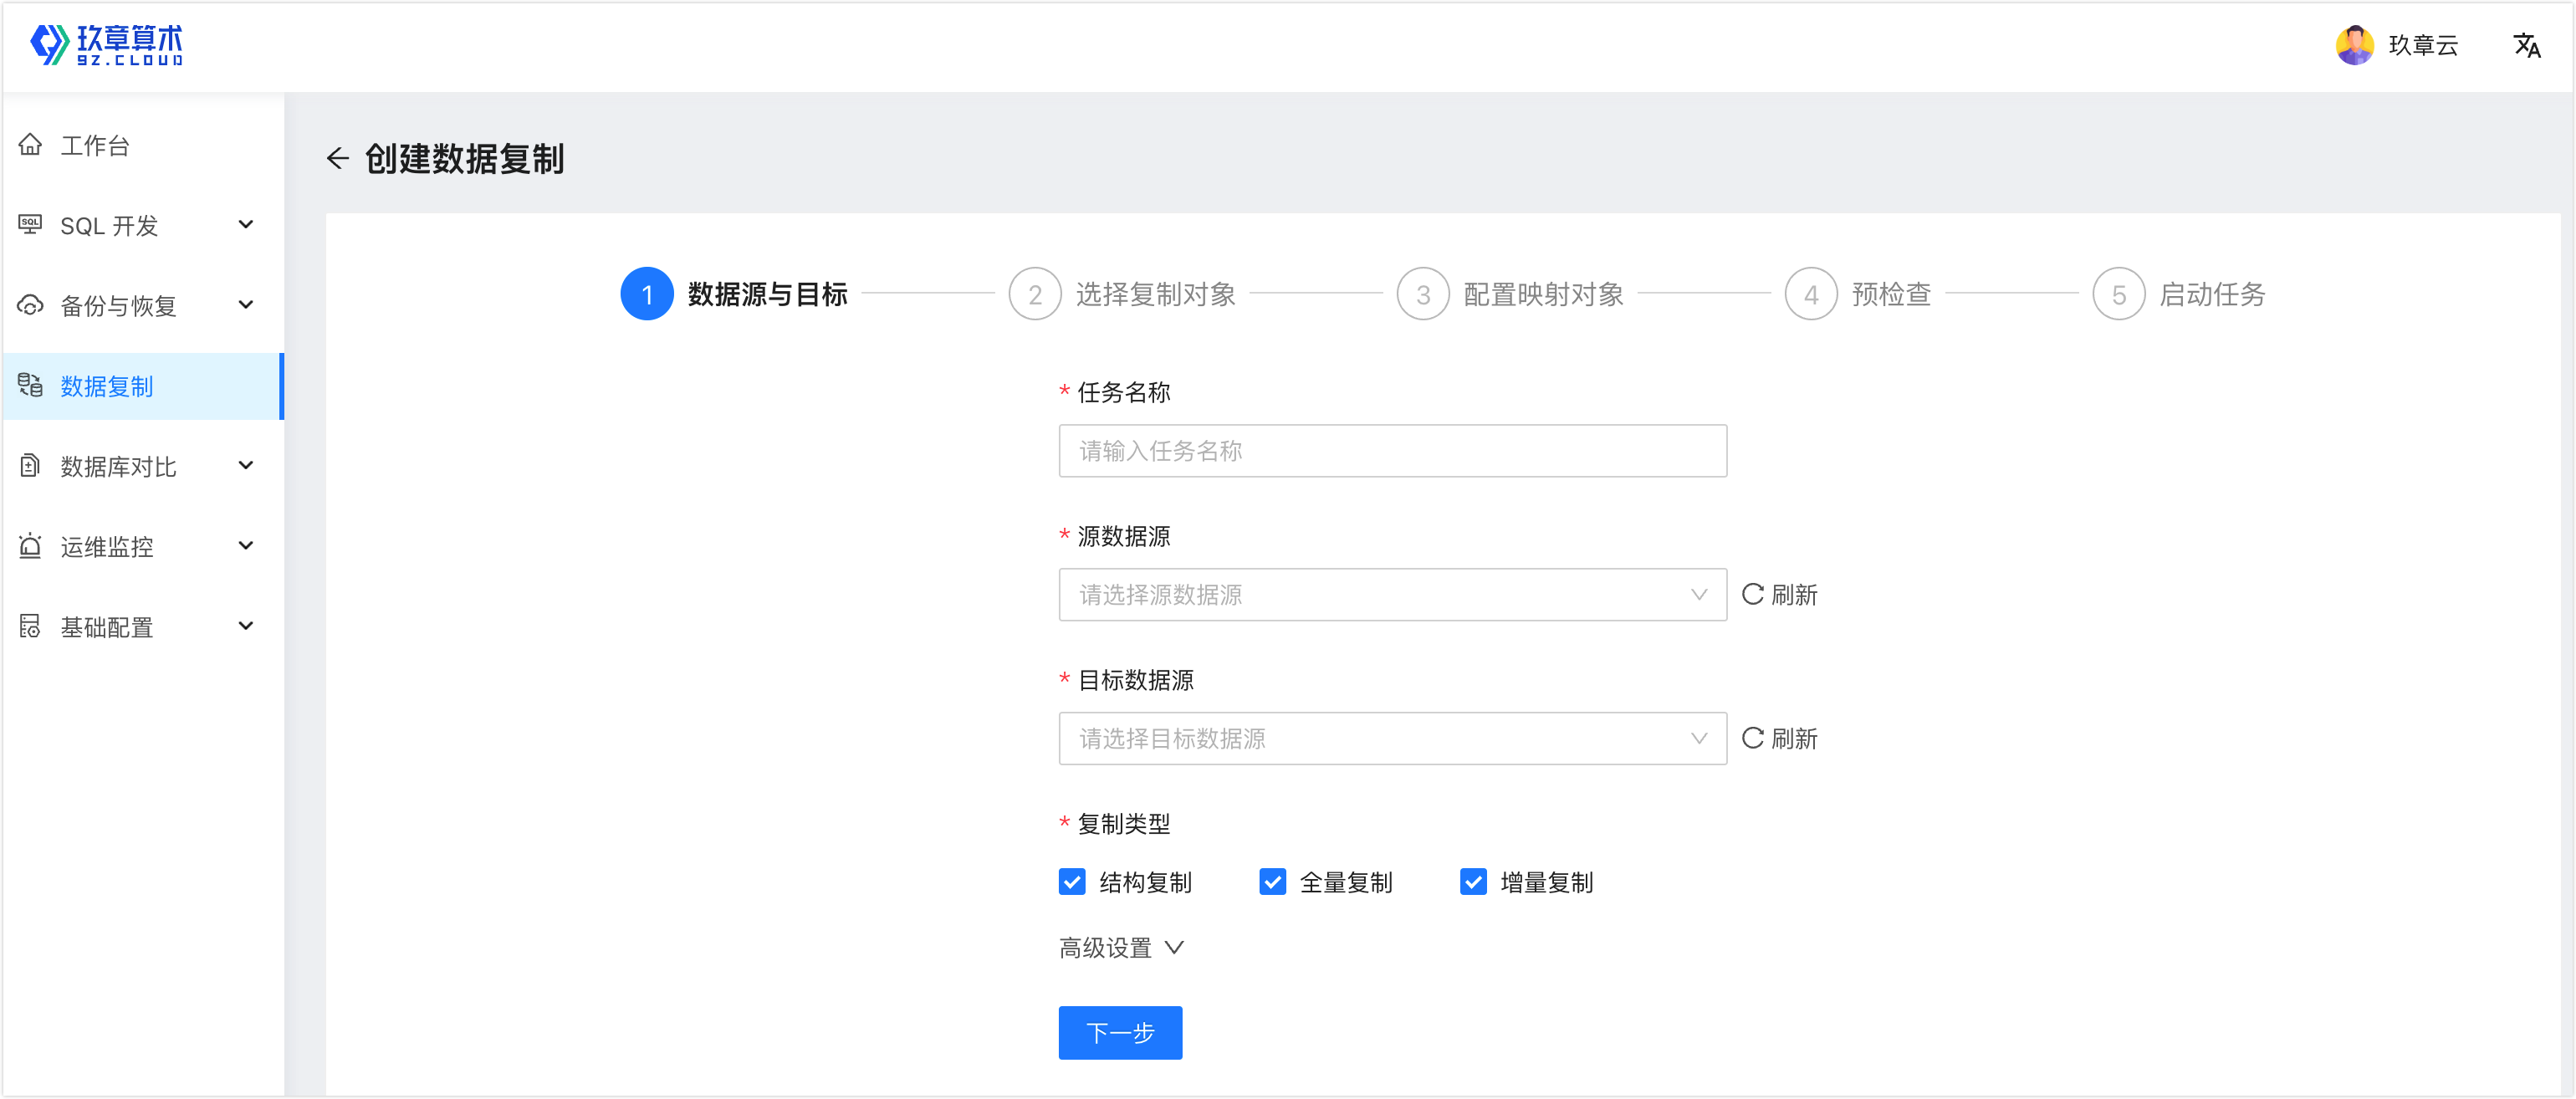 玖章算术
9Z.CLOUD
玖章云
文A
工作台
SQL 开发
备份与恢复
数据复制
数据库对比
运维监控
基础配置
创建数据复制
1 数据源与目标 2 选择复制对象 3 配置映射对象 4 预检查 5 启动任务
* 任务名称
请输入任务名称
* 源数据源
请选择源数据源 刷新
* 目标数据源
请选择目标数据源 刷新
* 复制类型
结构复制 全量复制 增量复制
高级设置
下一步